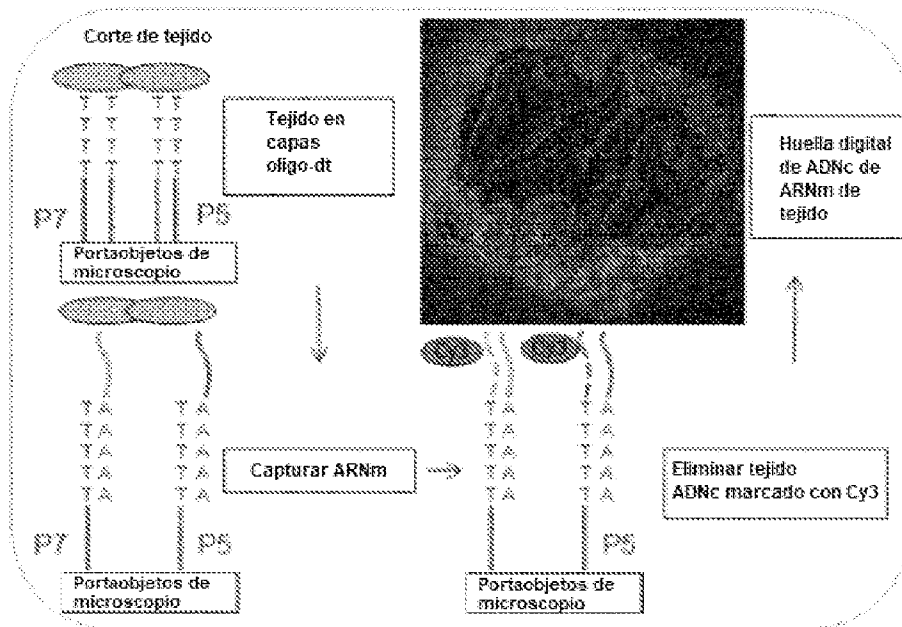 Corte de tejido
T T T T
T T T T
T T T T
T T T T
P7
P5
Portaobjetos de
microscopio
Tejido en
capas
oligo-dt
T A T A
T A T A
T A T A
T A T A
T A T A
P7
P5
Portaobjetos de
microscopio
Capturar ARNm
T A T A
T A T A
T A T A
T A T A
T A T A
P5
Portaobjetos de
microscopio
Eliminar tejido
ADNc marcado con Cy3
Huella digital
de ADNc de
ARNm de
tejido